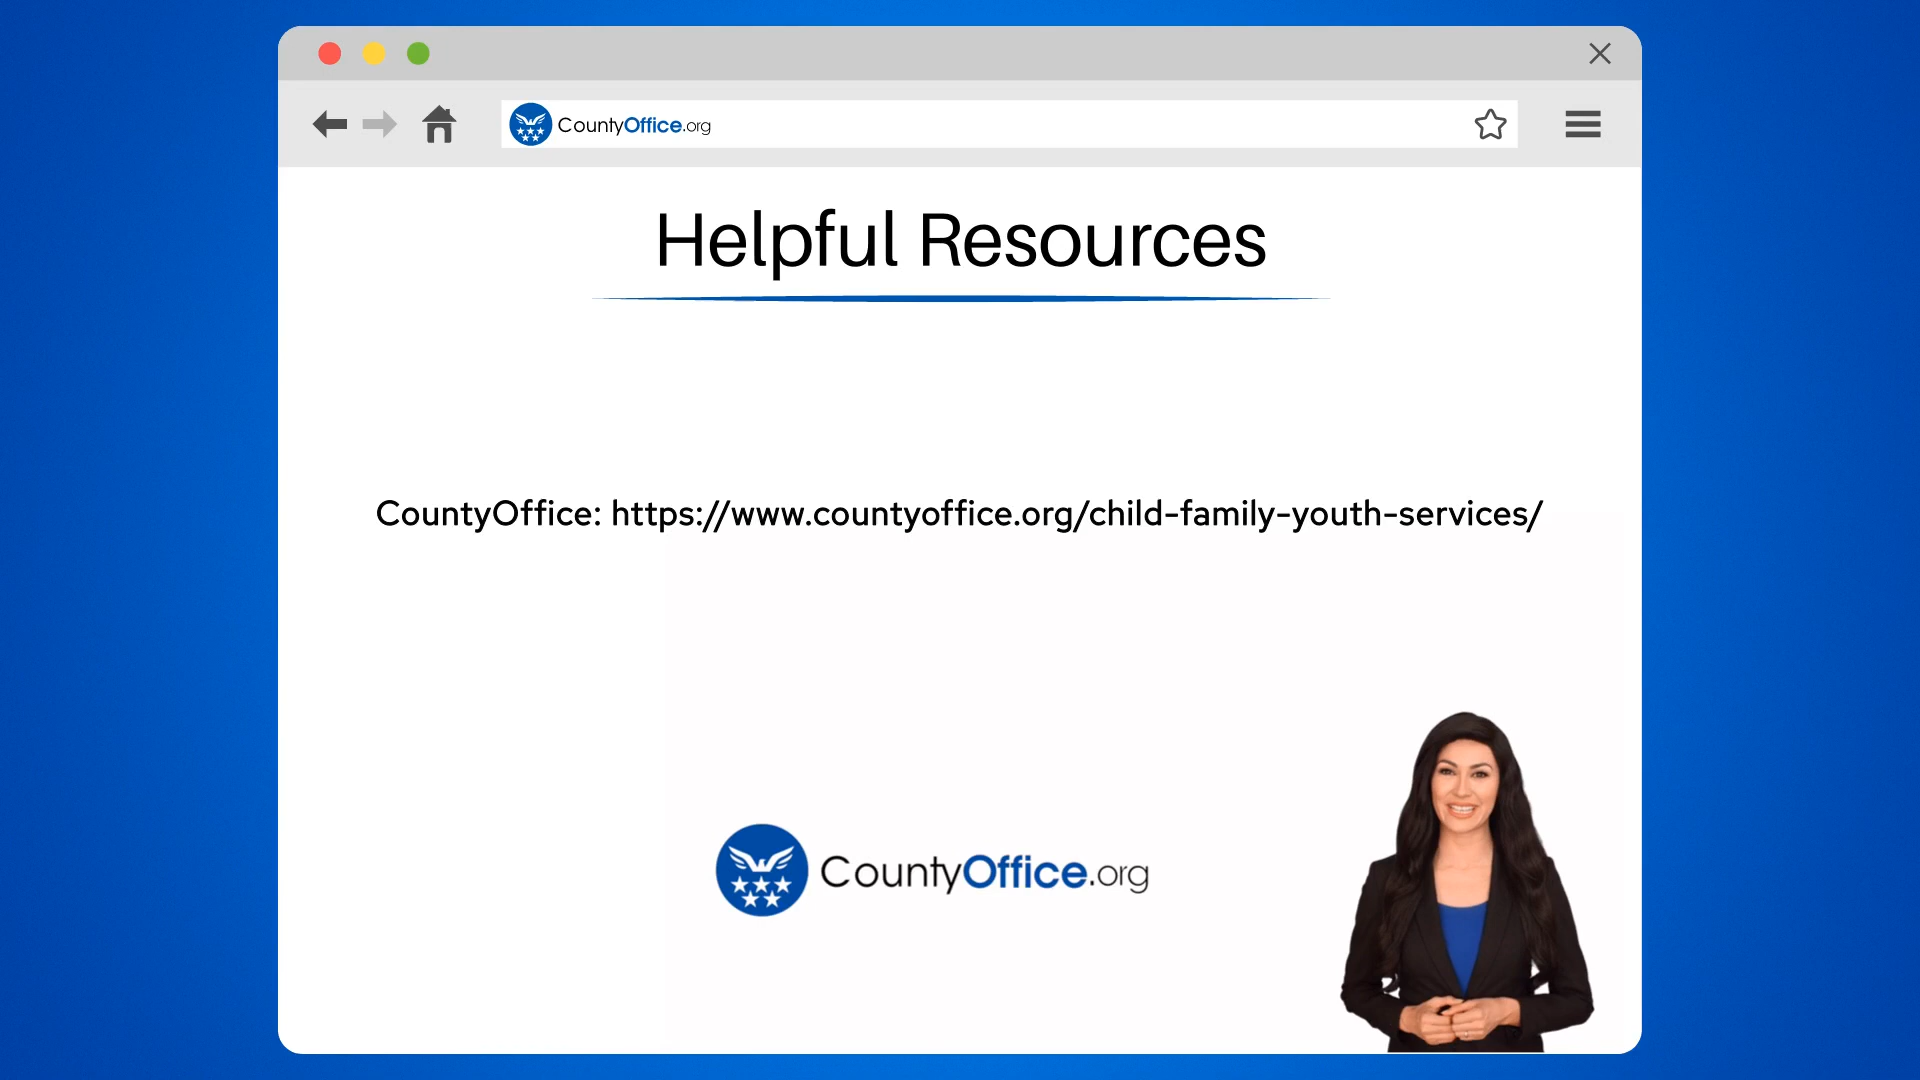 CountyOffice.org
Helpful Resources
CountyOffice: https://www.countyoffice.org/child-family-youth-services/
CountyOffice.org